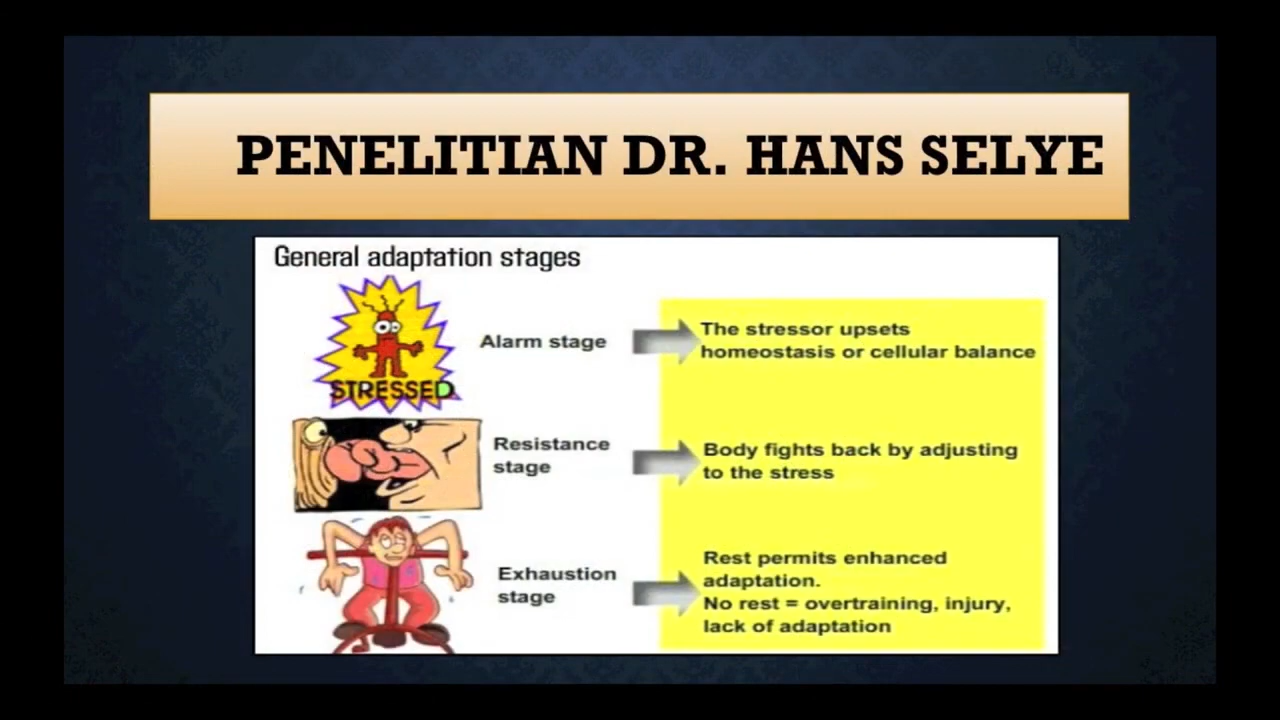 PENELITIAN DR. HANS SELYE
General adaptation stages
STRESSED
Alarm stage
The stressor upsets
homeostasis or cellular balance
Resistance
stage
Body fights back by adjusting
to the stress
Exhaustion
stage
Rest permits enhanced
adaptation.
No rest = overtraining, injury,
lack of adaptation